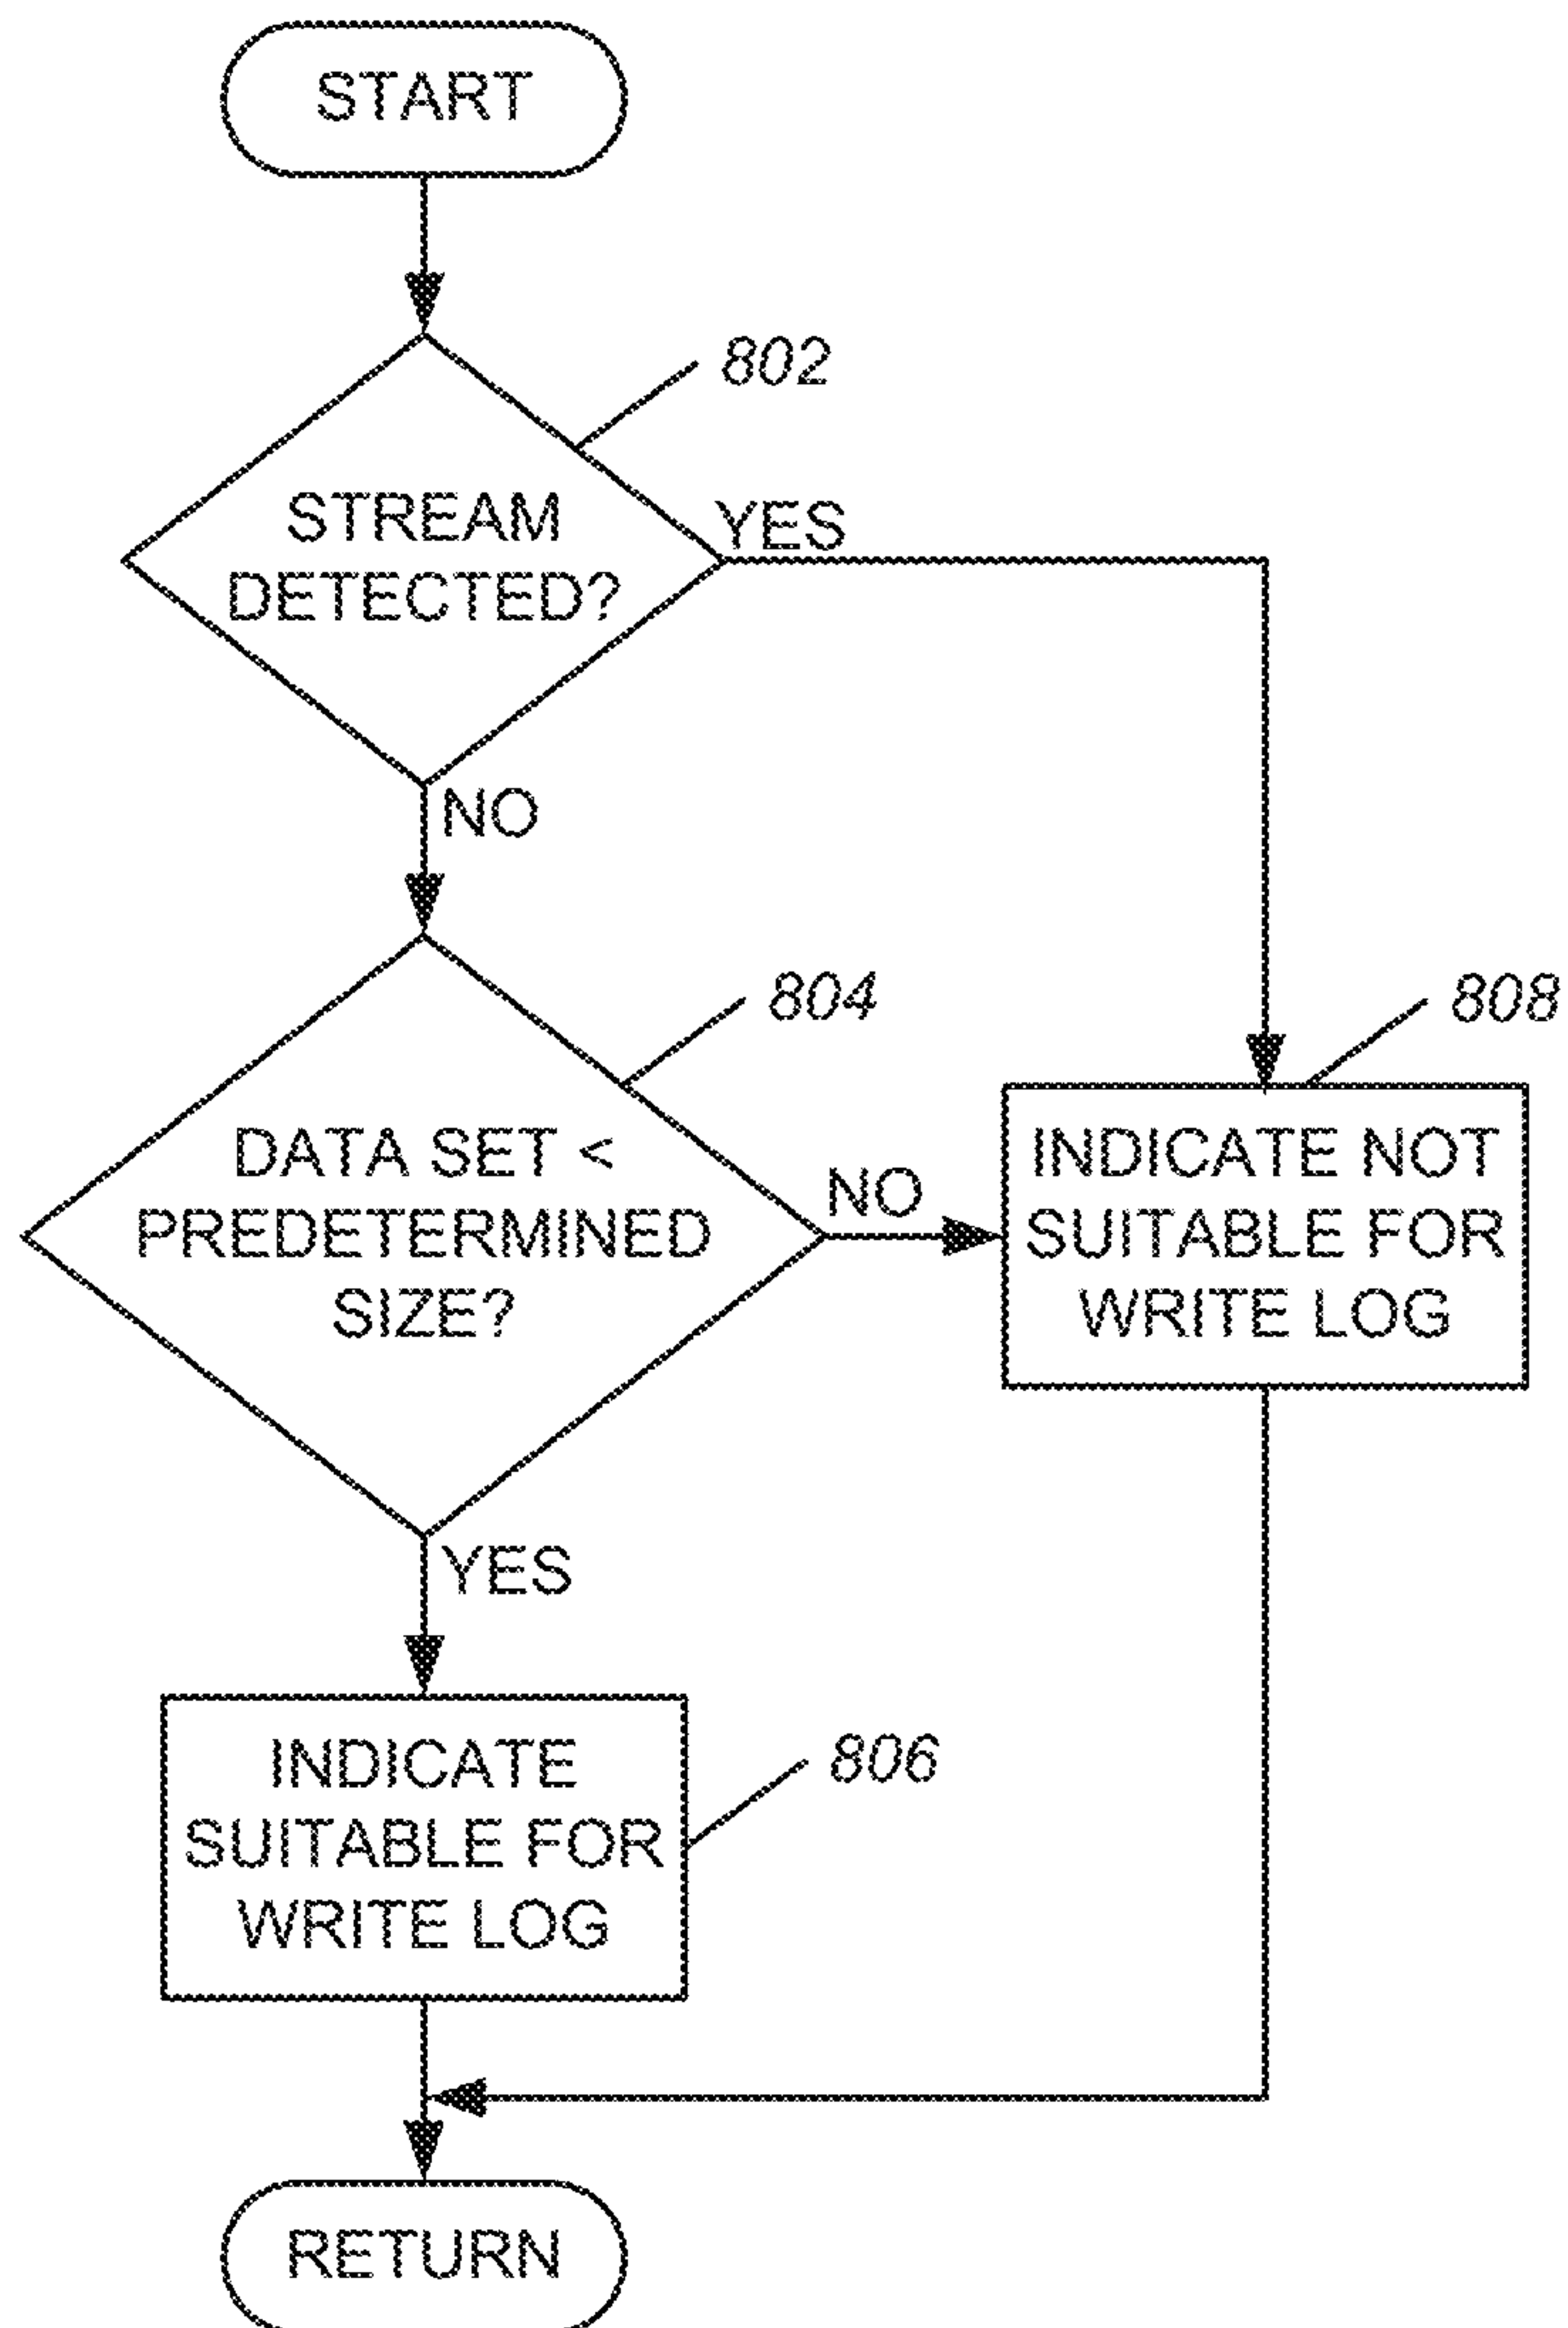 START
802
STREAM
DETECTED?
YES
NO
804
DATA SET <
PREDETERMINED
SIZE?
NO
808
INDICATE NOT
SUITABLE FOR
WRITE LOG
YES
INDICATE
SUITABLE FOR
WRITE LOG
806
RETURN